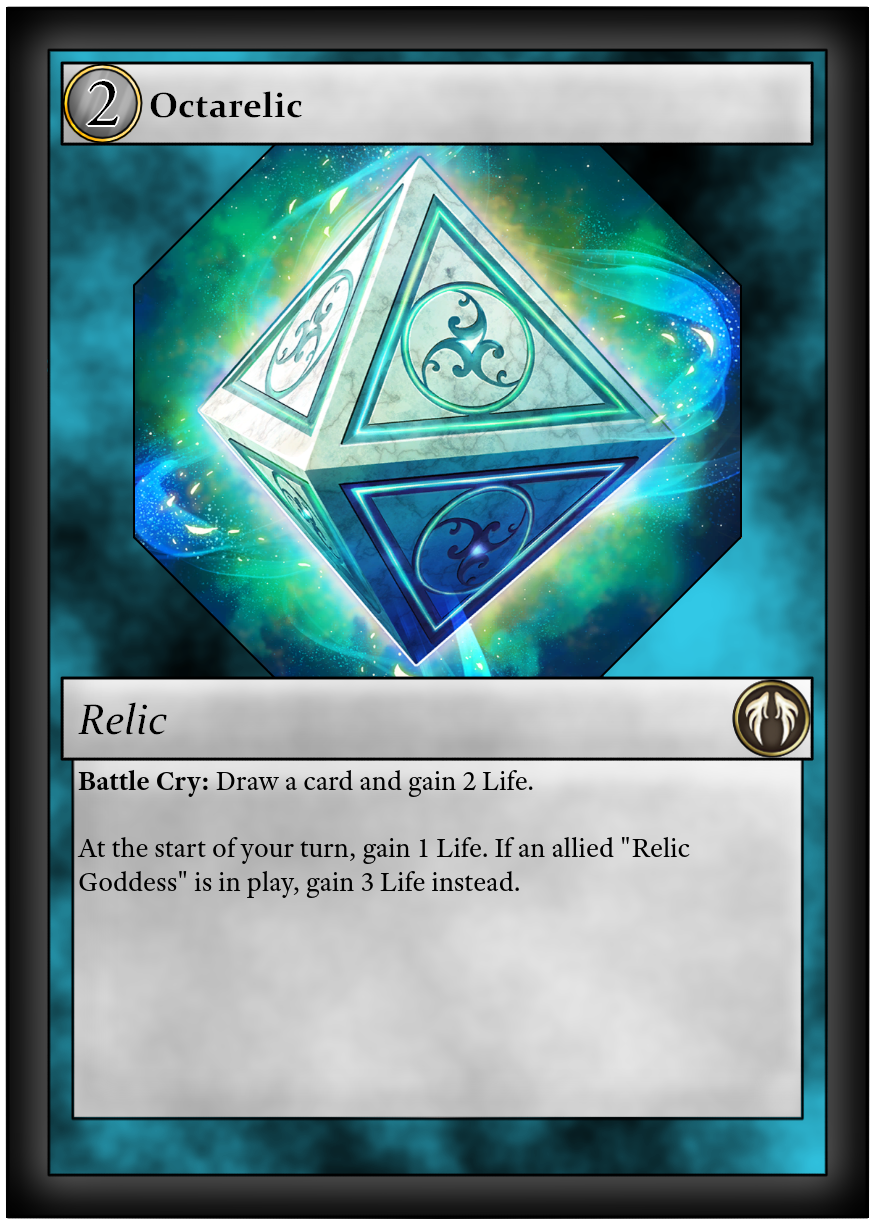 2 Octarelic
Relic
Battle Cry: Draw a card and gain 2 Life.
At the start of your turn, gain 1 Life. If an allied "Relic
Goddess" is in play, gain 3 Life instead.